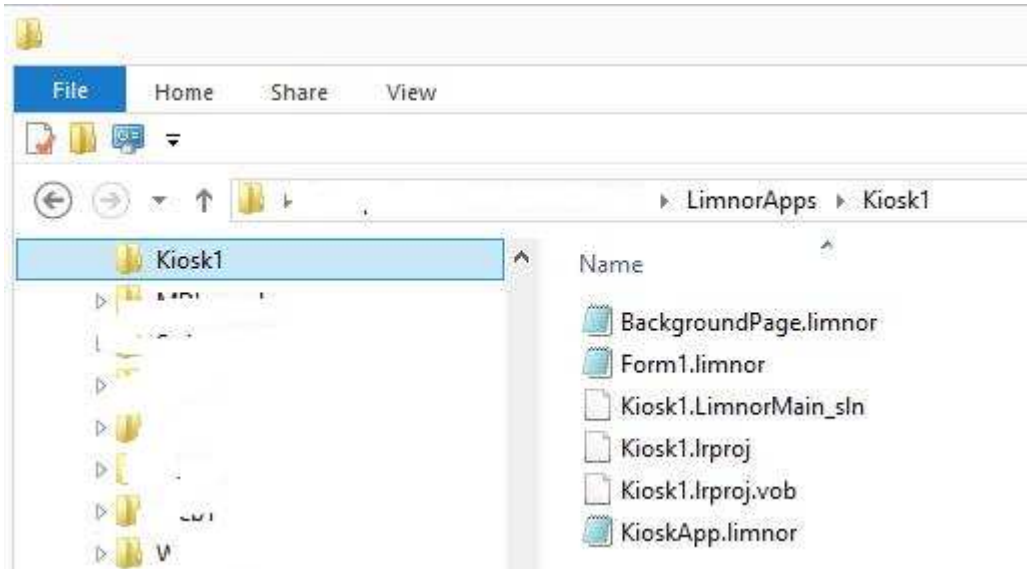 File Home Share View
LimnorApps Kiosk1
Kiosk1
Name
BackgroundPage.limnor
Form1.limnor
Kiosk1.LimnorMain_sln
Kiosk1.lrproj
Kiosk1.lrproj.vob
KioskApp.limnor